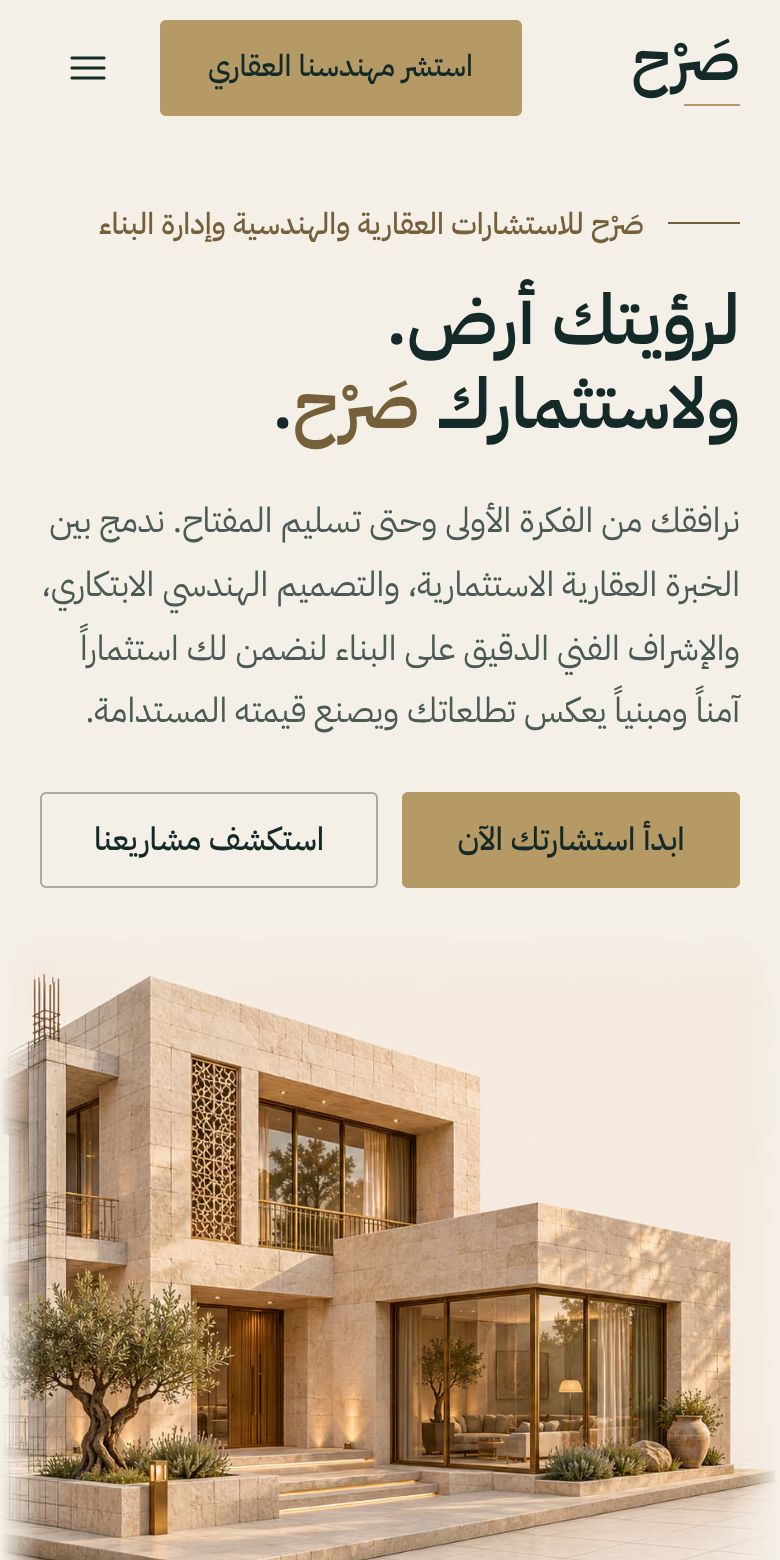 صَرْح
استشر مهندسنا العقاري
صَرْح للاستشارات العقارية والهندسية وإدارة البناء
لرؤيتك أرض.
ولاستثمارك صَرْح.
نرافقك من الفكرة الأولى وحتى تسليم المفتاح. ندمج بين
الخبرة العقارية الاستثمارية، والتصميم الهندسي الابتكاري،
والإشراف الفني الدقيق على البناء لنضمن لك استثماراً
آمناً ومبنياً يعكس تطلعاتك ويصنع قيمته المستدامة.
ابدأ استشارتك الآن
استكشف مشاريعنا